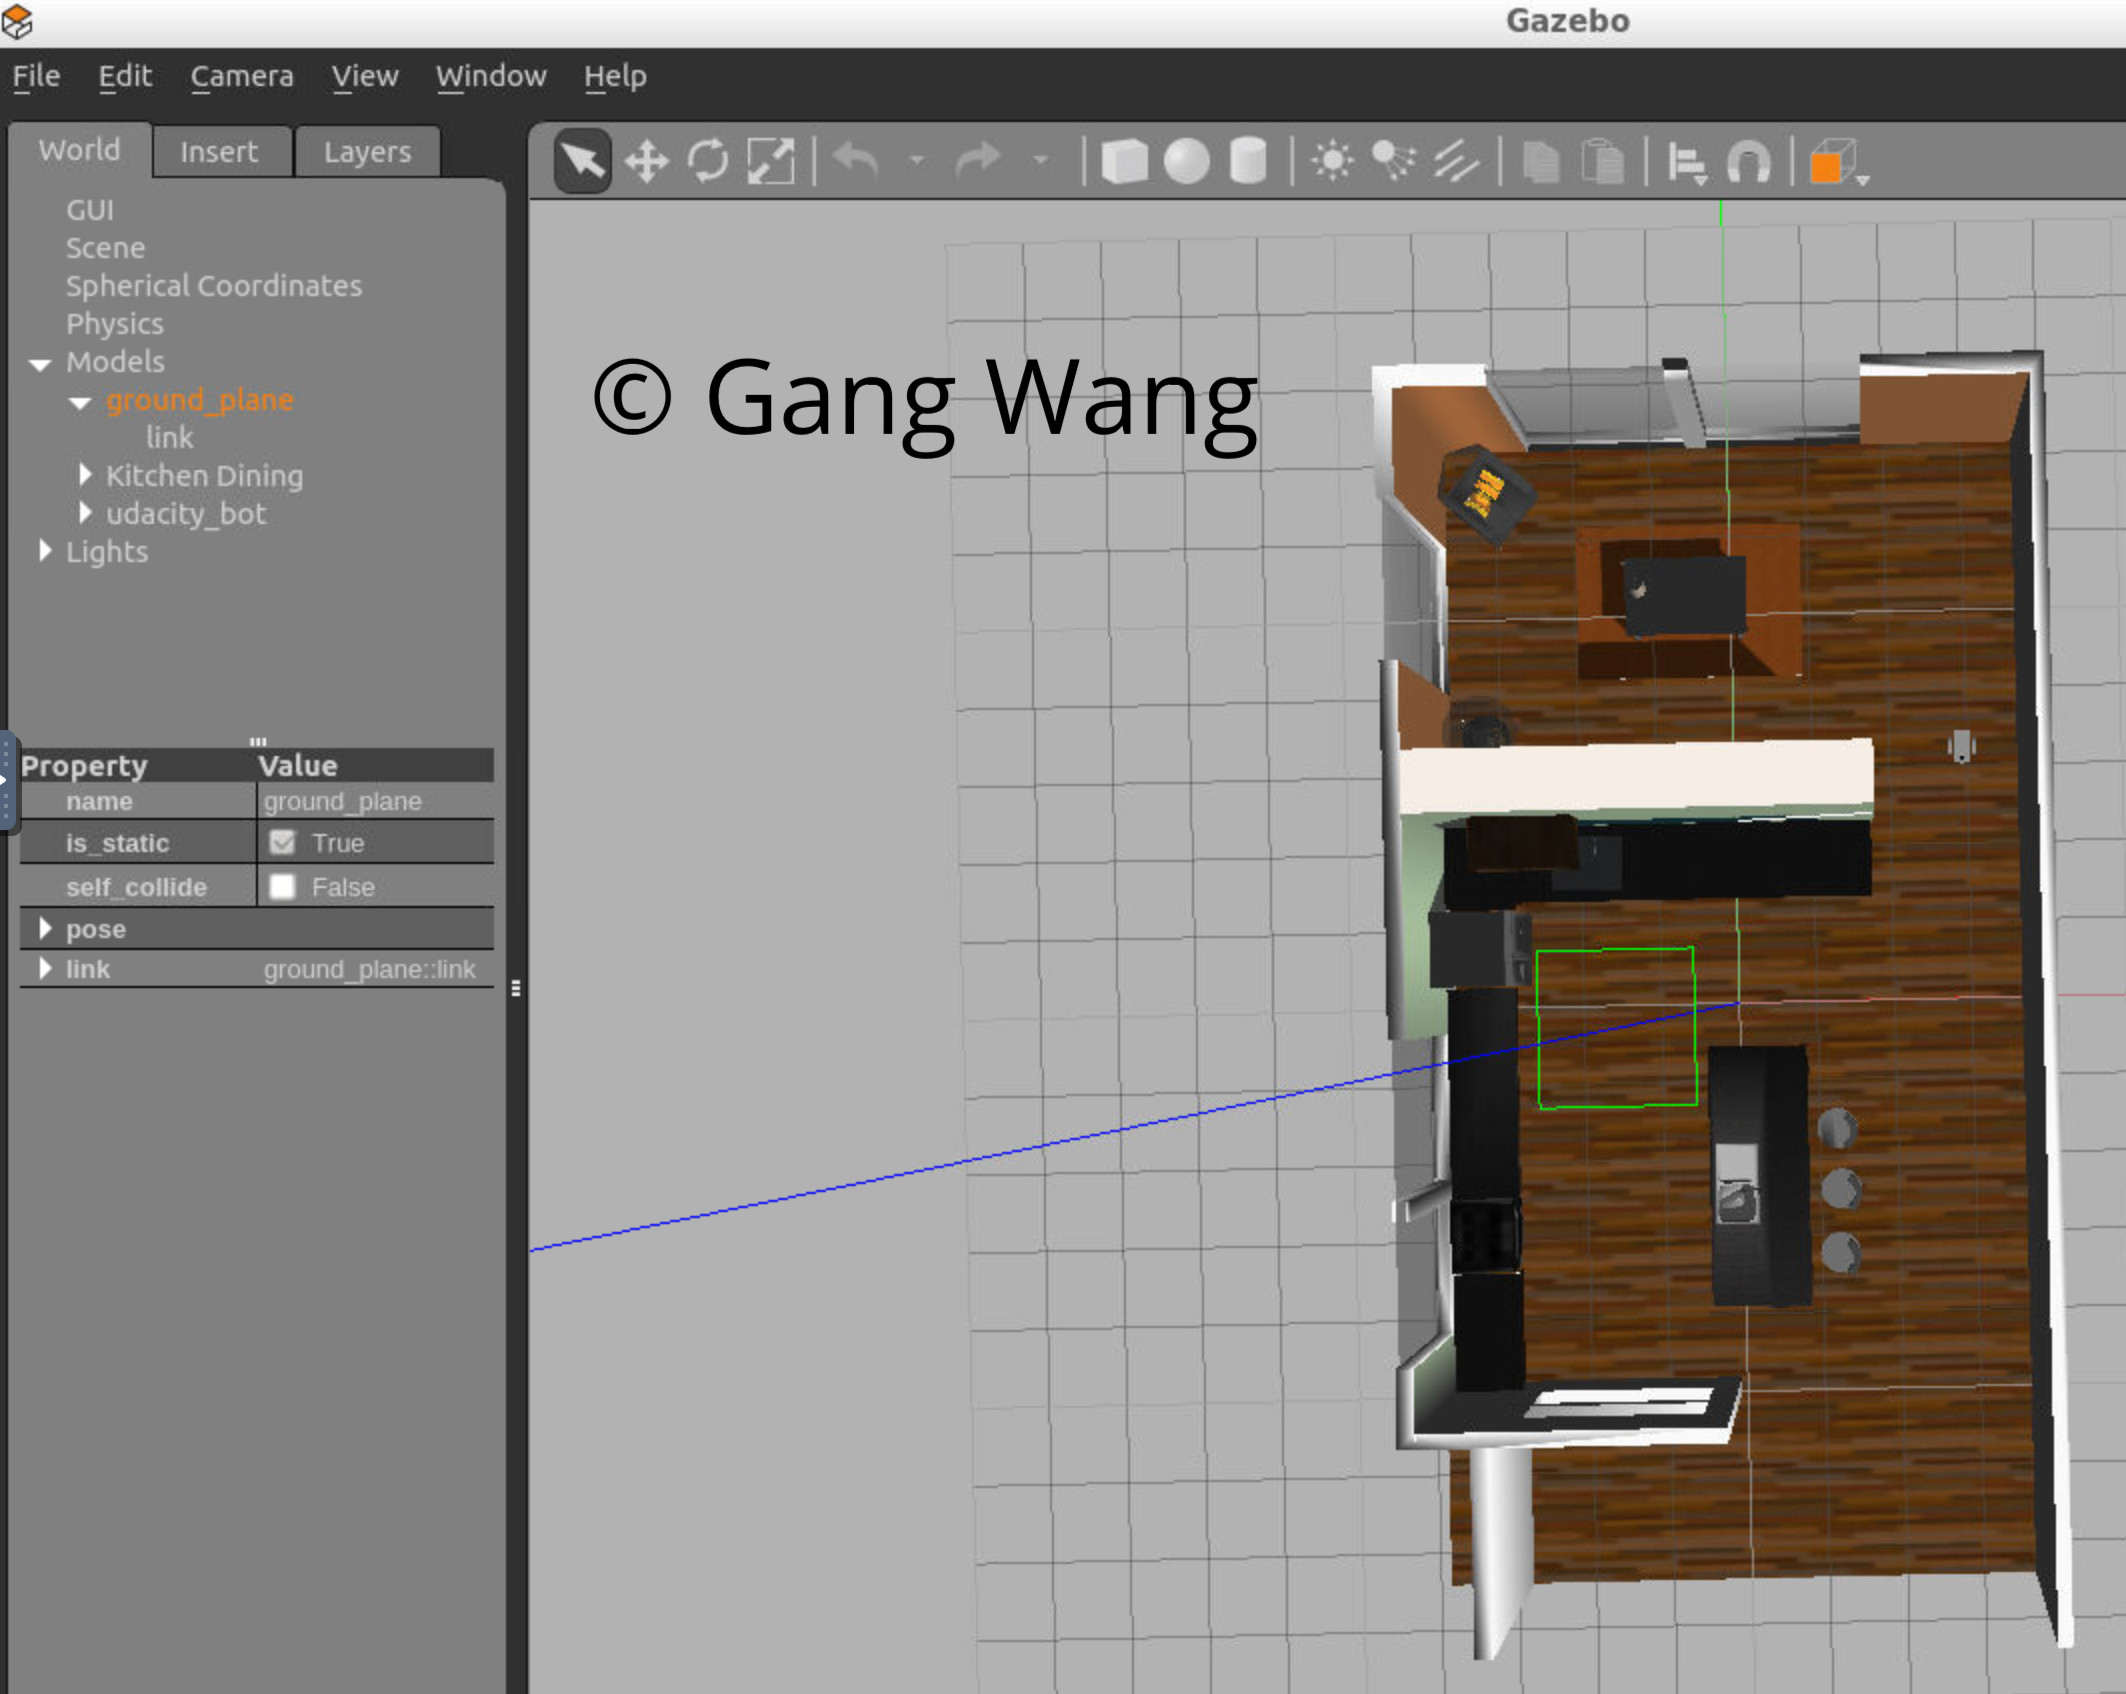 Gazebo
File Edit Camera View Window Help
World Insert Layers
GUI
Scene
Spherical Coordinates
Physics
Models
ground_plane
link
Kitchen Dining
udacity_bot
Lights
© Gang Wang
Property Value
name ground_plane
is_static True
self_collide False
pose
link ground_plane::link